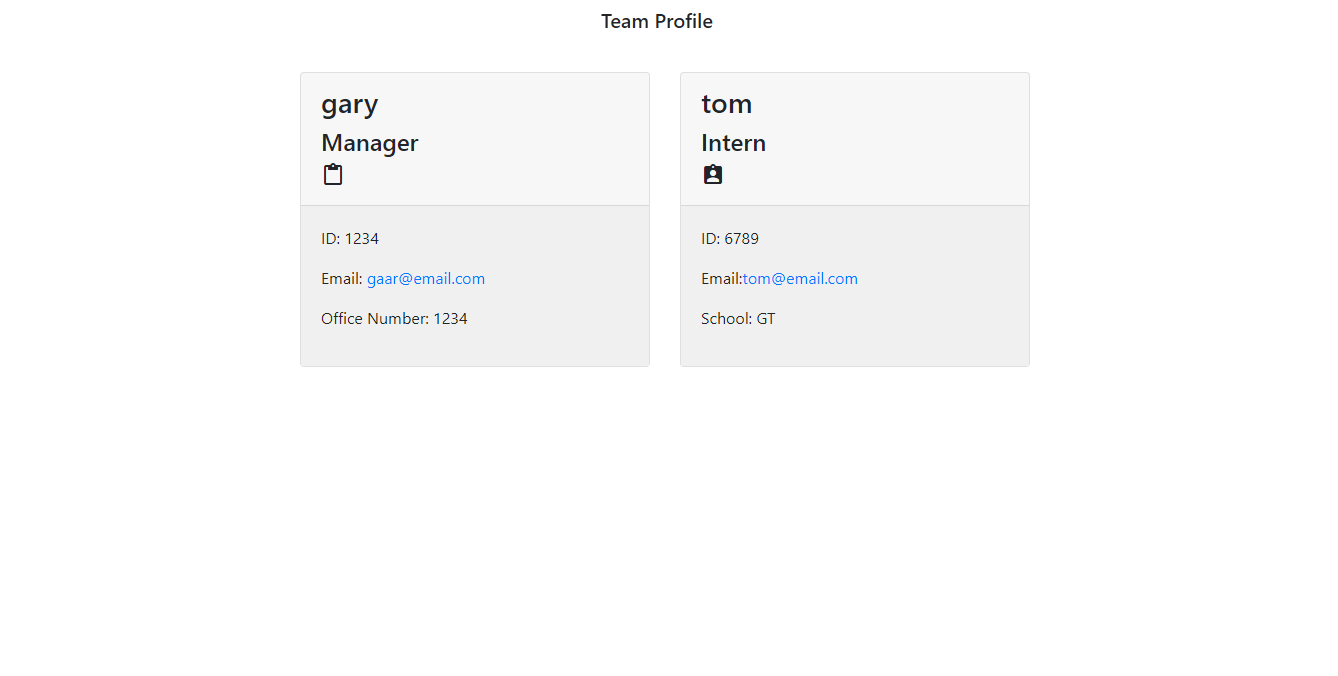 Team Profile
gary
Manager
ID: 1234
Email: gaar@email.com
Office Number: 1234
tom
Intern
ID: 6789
Email:tom@email.com
School: GT